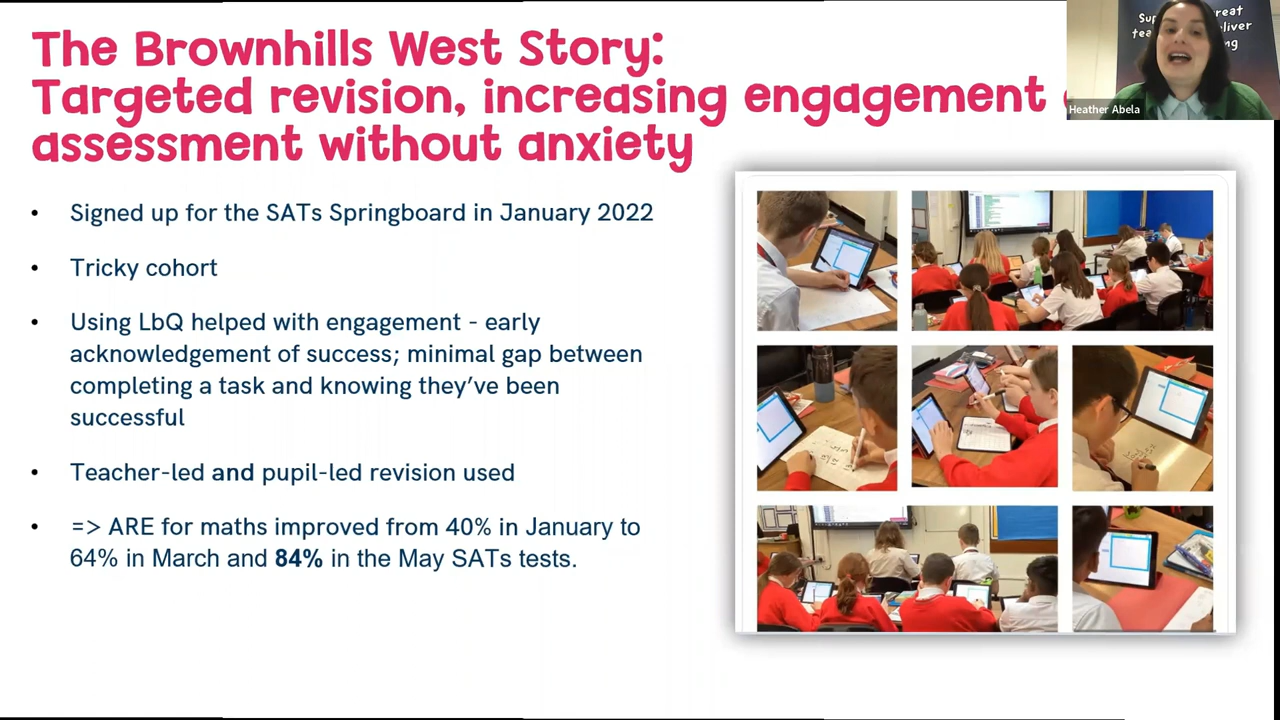 The Brownhills West Story:
Targeted revision, increasing engagement
assessment without anxiety
Heather Abela
• Signed up for the SATs Springboard in January 2022
• Tricky cohort
• Using LbQ helped with engagement - early
acknowledgement of success; minimal gap between
completing a task and knowing they've been
successful
• Teacher-led and pupil-led revision used
• => ARE for maths improved from 40% in January to
64% in March and 84% in the May SATs tests.